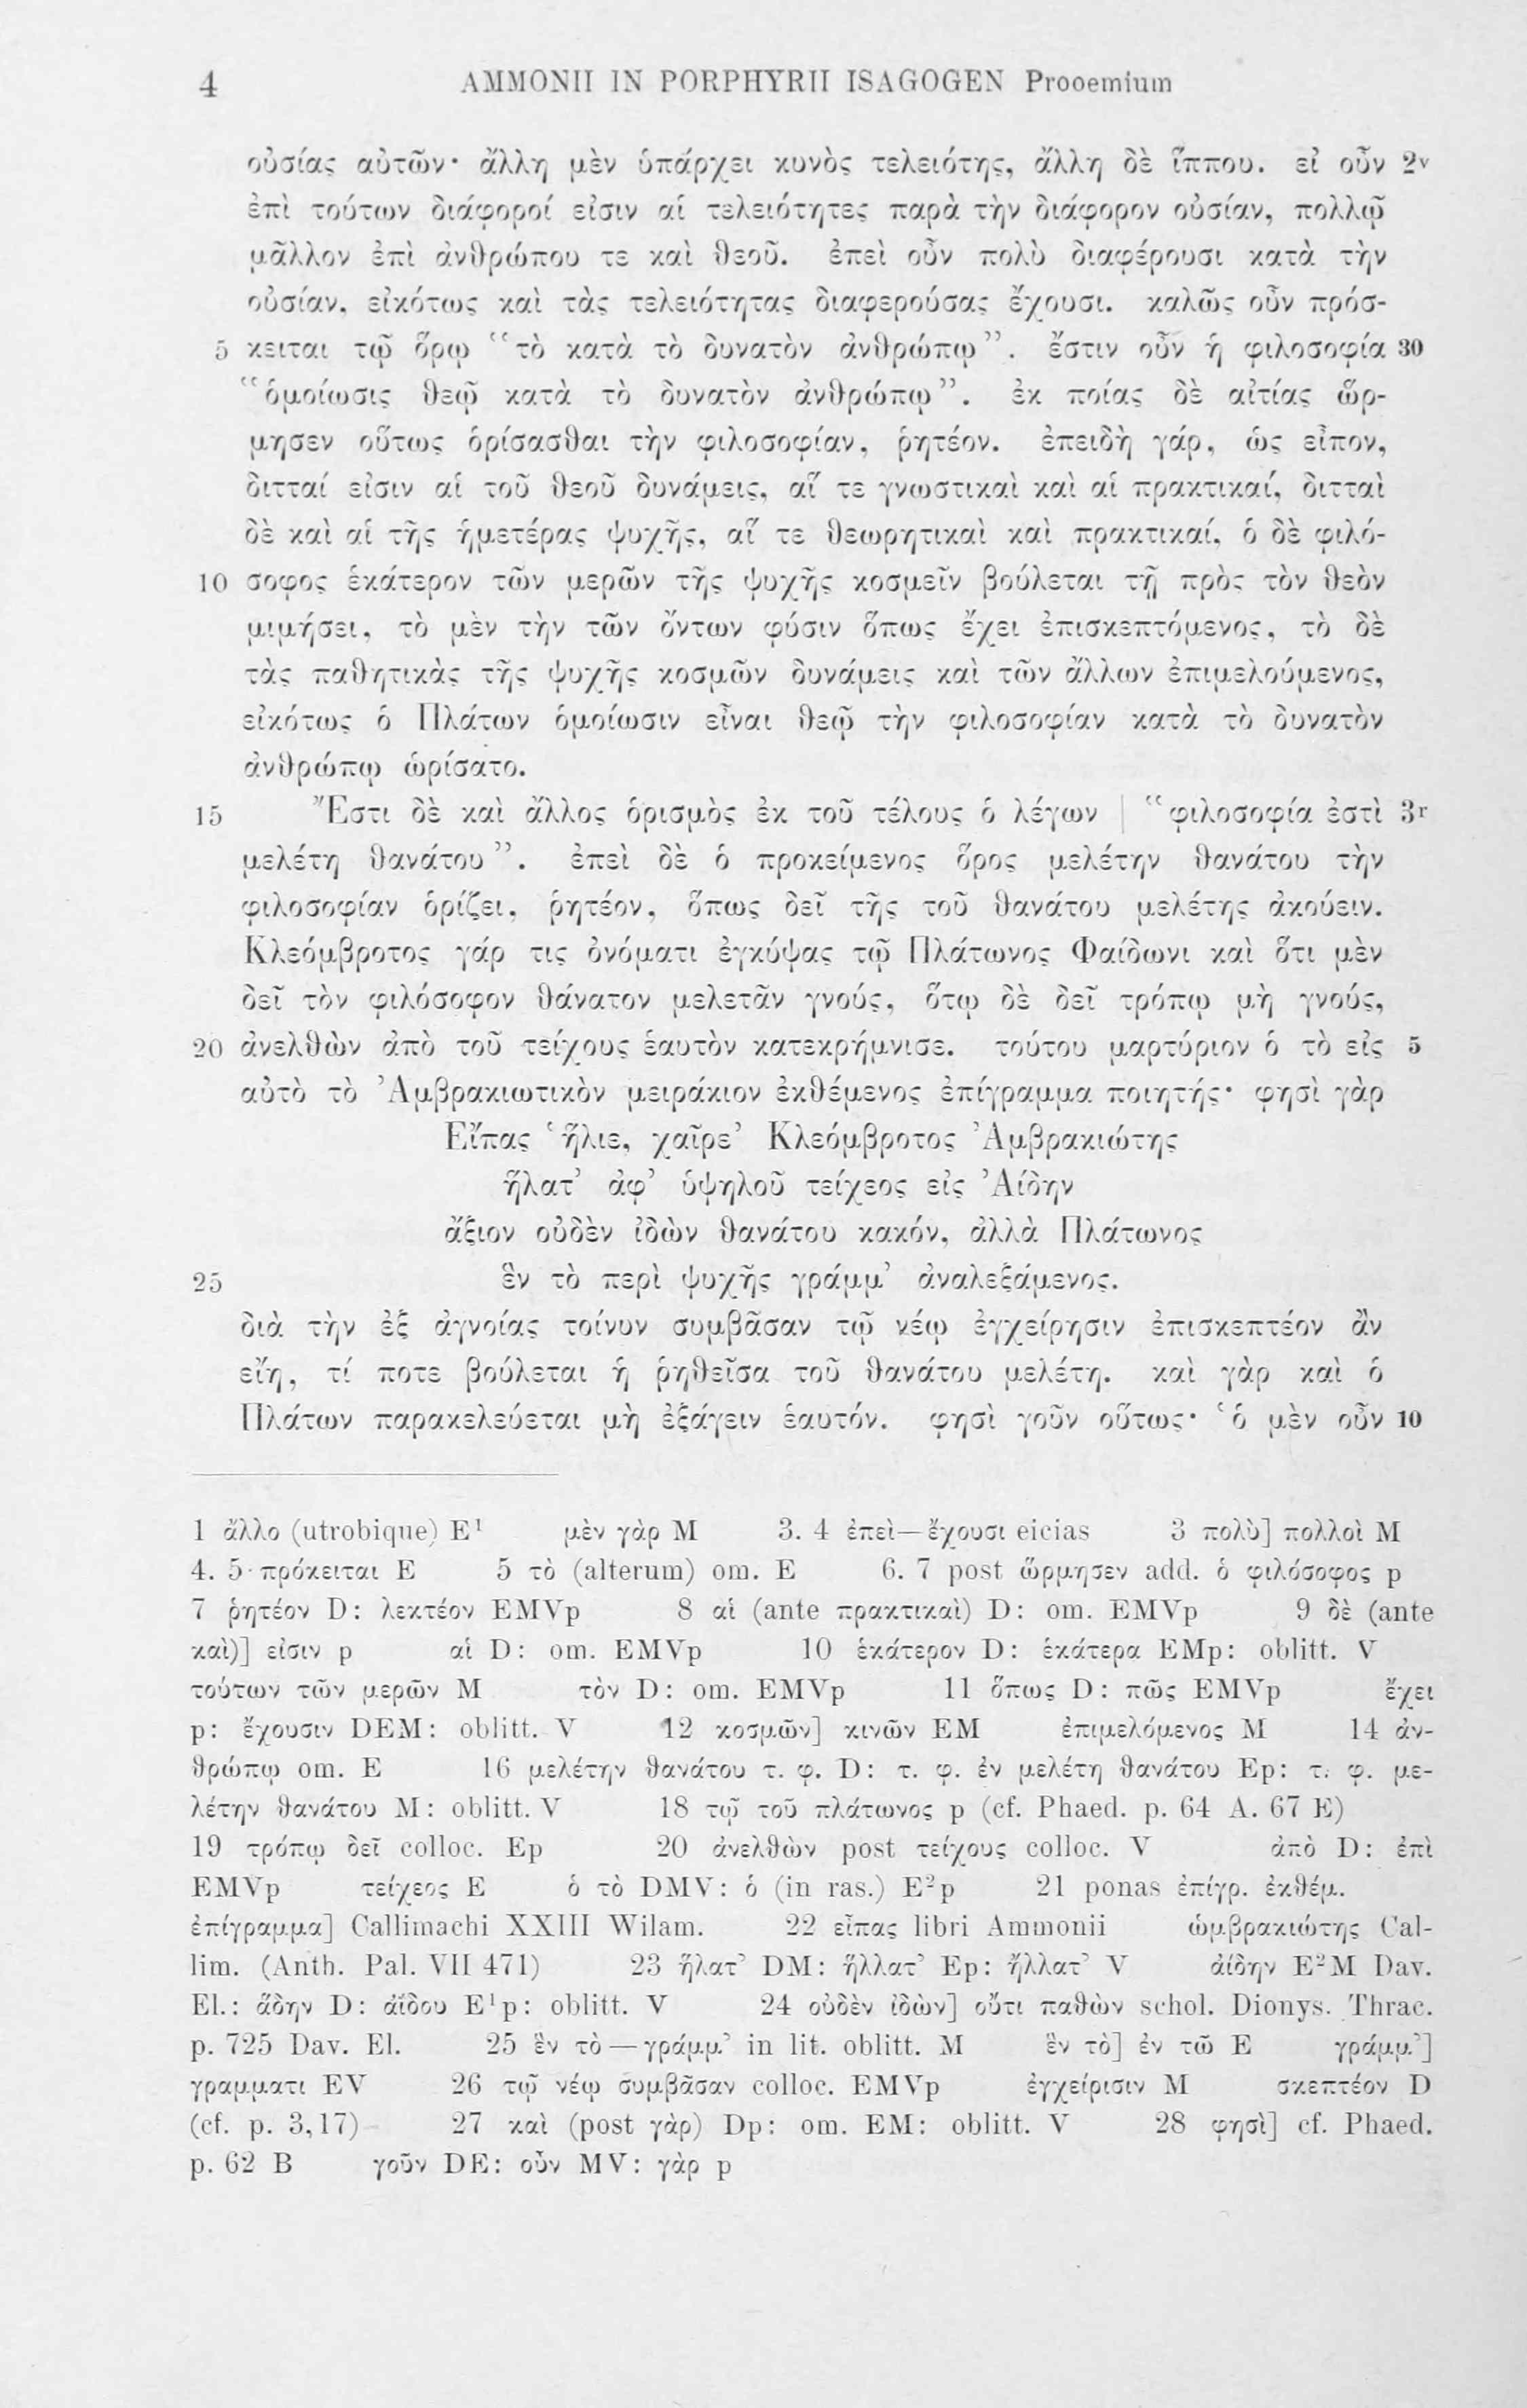 4 AMMONII IN PORPHYRII ISAGOGEN Prooemium
οὐσίας αὐτῶν· ἄλλη μὲν ὑπάρχει κυνὸς τελειότης, ἄλλη δὲ ἵππου. εἰ οὖν 2v
ἐπὶ τούτων διάφοροί εἰσιν αἱ τελειότητες παρὰ τὴν διάφορον οὐσίαν, πολλῷ
μᾶλλον ἐπὶ ἀνθρώπου τε καὶ θεοῦ. ἐπεὶ οὖν πολὺ διαφέρουσι κατὰ τὴν
οὐσίαν, εἰκότως καὶ τὰς τελειότητας διαφερούσας ἔχουσι. καλῶς οὖν πρόσ-
5 κειται τῷ ὅρῳ “τὸ κατὰ τὸ δυνατὸν ἀνθρώπῳ”. ἔστιν οὖν ἡ φιλοσοφία 30
“ὁμοίωσις θεῷ κατὰ τὸ δυνατὸν ἀνθρώπῳ”. ἐκ ποίας δὲ αἰτίας ὥρ-
μησεν οὕτως ὁρίσασθαι τὴν φιλοσοφίαν, ῥητέον. ἐπειδὴ γάρ, ὡς εἶπον,
διτταί εἰσιν αἱ τοῦ θεοῦ δυνάμεις, αἵ τε γνωστικαὶ καὶ αἱ πρακτικαί, διτταὶ
δὲ καὶ αἱ τῆς ἡμετέρας ψυχῆς, αἵ τε θεωρητικαὶ καὶ πρακτικαί, ὁ δὲ φιλό-
10 σοφος ἑκάτερον τῶν μερῶν τῆς ψυχῆς κοσμεῖν βούλεται τῇ πρὸς τὸν θεὸν
μιμήσει, τὸ μὲν τὴν τῶν ὄντων φύσιν ὅπως ἔχει ἐπισκεπτόμενος, τὸ δὲ
τὰς παθητικὰς τῆς ψυχῆς κοσμῶν δυνάμεις καὶ τῶν ἄλλων ἐπιμελούμενος,
εἰκότως ὁ Πλάτων ὁμοίωσιν εἶναι θεῷ τὴν φιλοσοφίαν κατὰ τὸ δυνατὸν
ἀνθρώπῳ ὡρίσατο.
15 Ἔστι δὲ καὶ ἄλλος ὁρισμὸς ἐκ τοῦ τέλους ὁ λέγων | “φιλοσοφία ἐστὶ 3r
μελέτη θανάτου”. ἐπεὶ δὲ ὁ προκείμενος ὅρος μελέτην θανάτου τὴν
φιλοσοφίαν ὁρίζει, ῥητέον, ὅπως δεῖ τῆς τοῦ θανάτου μελέτης ἀκούειν.
Κλεόμβροτος γάρ τις ὀνόματι ἐγκύψας τῷ Πλάτωνος Φαίδωνι καὶ ὅτι μὲν
δεῖ τὸν φιλόσοφον θάνατον μελετᾶν γνούς, ὅτῳ δὲ δεῖ τρόπῳ μὴ γνούς,
20 ἀνελθὼν ἀπὸ τοῦ τείχους ἑαυτὸν κατεκρήμνισε. τούτου μαρτύριον ὁ τὸ εἰς 5
αὐτὸ τὸ Ἀμβρακιωτικὸν μειράκιον ἐκθέμενος ἐπίγραμμα ποιητής· φησὶ γὰρ
Εἴπας ‘ἥλιε, χαῖρε’ Κλεόμβροτος Ἀμβρακιώτης
ἥλατ’ ἀφ’ ὑψηλοῦ τείχεος εἰς Ἀίδην
ἄξιον οὐδὲν ἰδὼν θανάτου κακόν, ἀλλὰ Πλάτωνος
25 ἓν τὸ περὶ ψυχῆς γράμμ’ ἀναλεξάμενος.
διὰ τὴν ἐξ ἀγνοίας τοίνυν συμβᾶσαν τῷ νέῳ ἐγχείρησιν ἐπισκεπτέον ἂν
εἴη, τί ποτε βούλεται ἡ ῥηθεῖσα τοῦ θανάτου μελέτη. καὶ γὰρ καὶ ὁ
Πλάτων παρακελεύεται μὴ ἐξάγειν ἑαυτόν. φησὶ γοῦν οὕτως· ‘ὁ μὲν οὖν 10
1 ἄλλο (utrobique) E¹ μὲν γὰρ M 3. 4 ἐπεὶ—ἔχουσι eicias 3 πολὺ] πολλοὶ M
4. 5 πρόκειται E 5 τὸ (alterum) om. E 6. 7 post ὥρμησεν add. ὁ φιλόσοφος p
7 ῥητέον D: λεκτέον EMVp 8 αἱ (ante πρακτικαὶ) D: om. EMVp 9 δὲ (ante
καὶ)] εἰσιν p αἱ D: om. EMVp 10 ἑκάτερον D: ἑκάτερα EMp: oblitt. V
τούτων τῶν μερῶν M τὸν D: om. EMVp 11 ὅπως D: πῶς EMVp ἔχει
p: ἔχουσιν DEM: oblitt. V 12 κοσμῶν] κινῶν EM ἐπιμελόμενος M 14 ἀν-
θρώπῳ om. E 16 μελέτην θανάτου τ. φ. D: τ. φ. ἐν μελέτῃ θανάτου Ep: τ. φ. με-
λέτην θανάτου M: oblitt. V 18 τῷ τοῦ πλάτωνος p (cf. Phaed. p. 64 A. 67 E)
19 τρόπῳ δεῖ colloc. Ep 20 ἀνελθὼν post τείχους colloc. V ἀπὸ D: ἐπὶ
EMVp τείχεος E ὁ τὸ DMV: ὁ (in ras.) E²p 21 ponas ἐπίγρ. ἐκθέμ.
ἐπίγραμμα] Callimachi XXIII Wilam. 22 εἶπας libri Ammonii ὡμβρακιώτης Cal-
lim. (Anth. Pal. VII 471) 23 ἥλατ’ DM: ἥλλατ’ Ep: ἤλλατ’ V ἀίδην E²M Dav.
El.: ἅδην D: ἀΐδου E¹p: oblitt. V 24 οὐδὲν ἰδὼν] οὔτι παθὼν schol. Dionys. Thrac.
p. 725 Dav. El. 25 ἓν τὸ—γράμμ’ in lit. oblitt. M ἓν τὸ] ἐν τῶ E γράμμ’]
γραμματι EV 26 τῷ νέῳ συμβᾶσαν colloc. EMVp ἐγχείρισιν M σκεπτέον D
(cf. p. 3,17) 27 καὶ (post γὰρ) Dp: om. EM: oblitt. V 28 φησὶ] cf. Phaed.
p. 62 B γοῦν DE: οὖν MV: γὰρ p